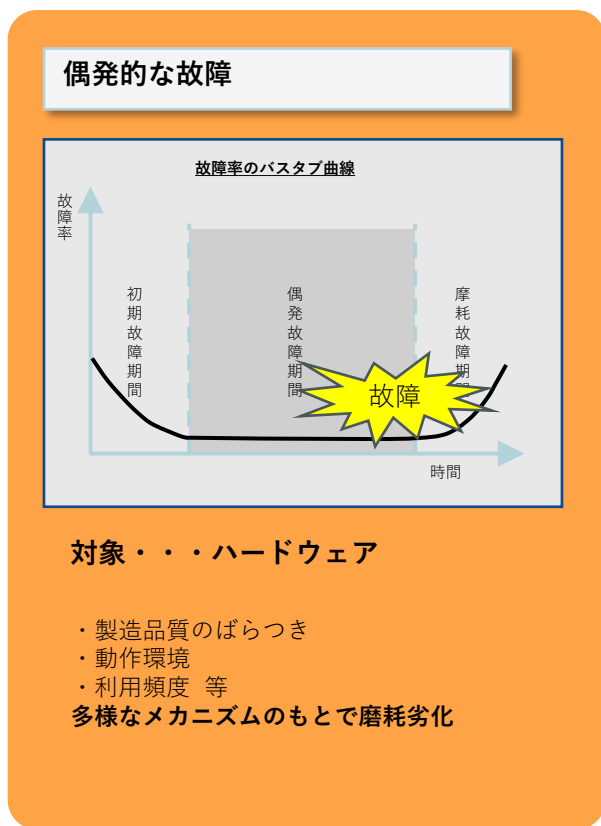 偶発的な故障
故障率のバスタブ曲線
故障率
初期故障期間
偶発故障期間
摩耗故障期間
故障
時間
対象・・・ハードウェア
・製造品質のばらつき
・動作環境
・利用頻度 等
多様なメカニズムのもとで磨耗劣化